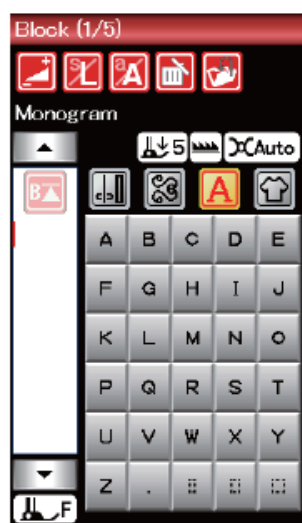 Block (1/5)
S L a A
Monogram
5 Auto
B A
A B C D E
F G H I J
K L M N O
P Q R S T
U V W X Y
Z .
F